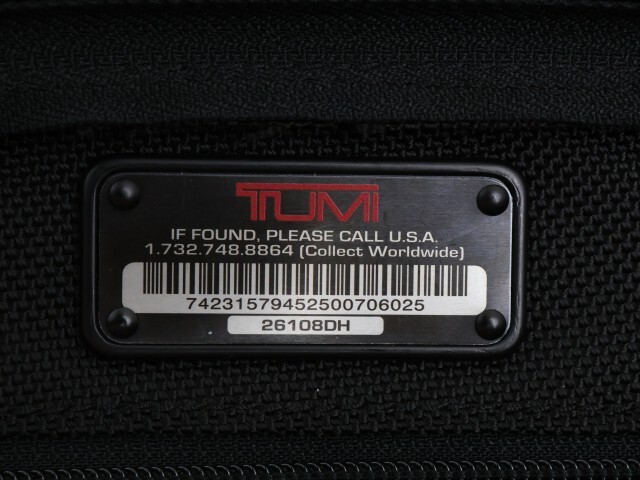 TUMI
IF FOUND, PLEASE CALL U.S.A.
1.732.748.8864 (Collect Worldwide)
74231579452500706025
26108DH